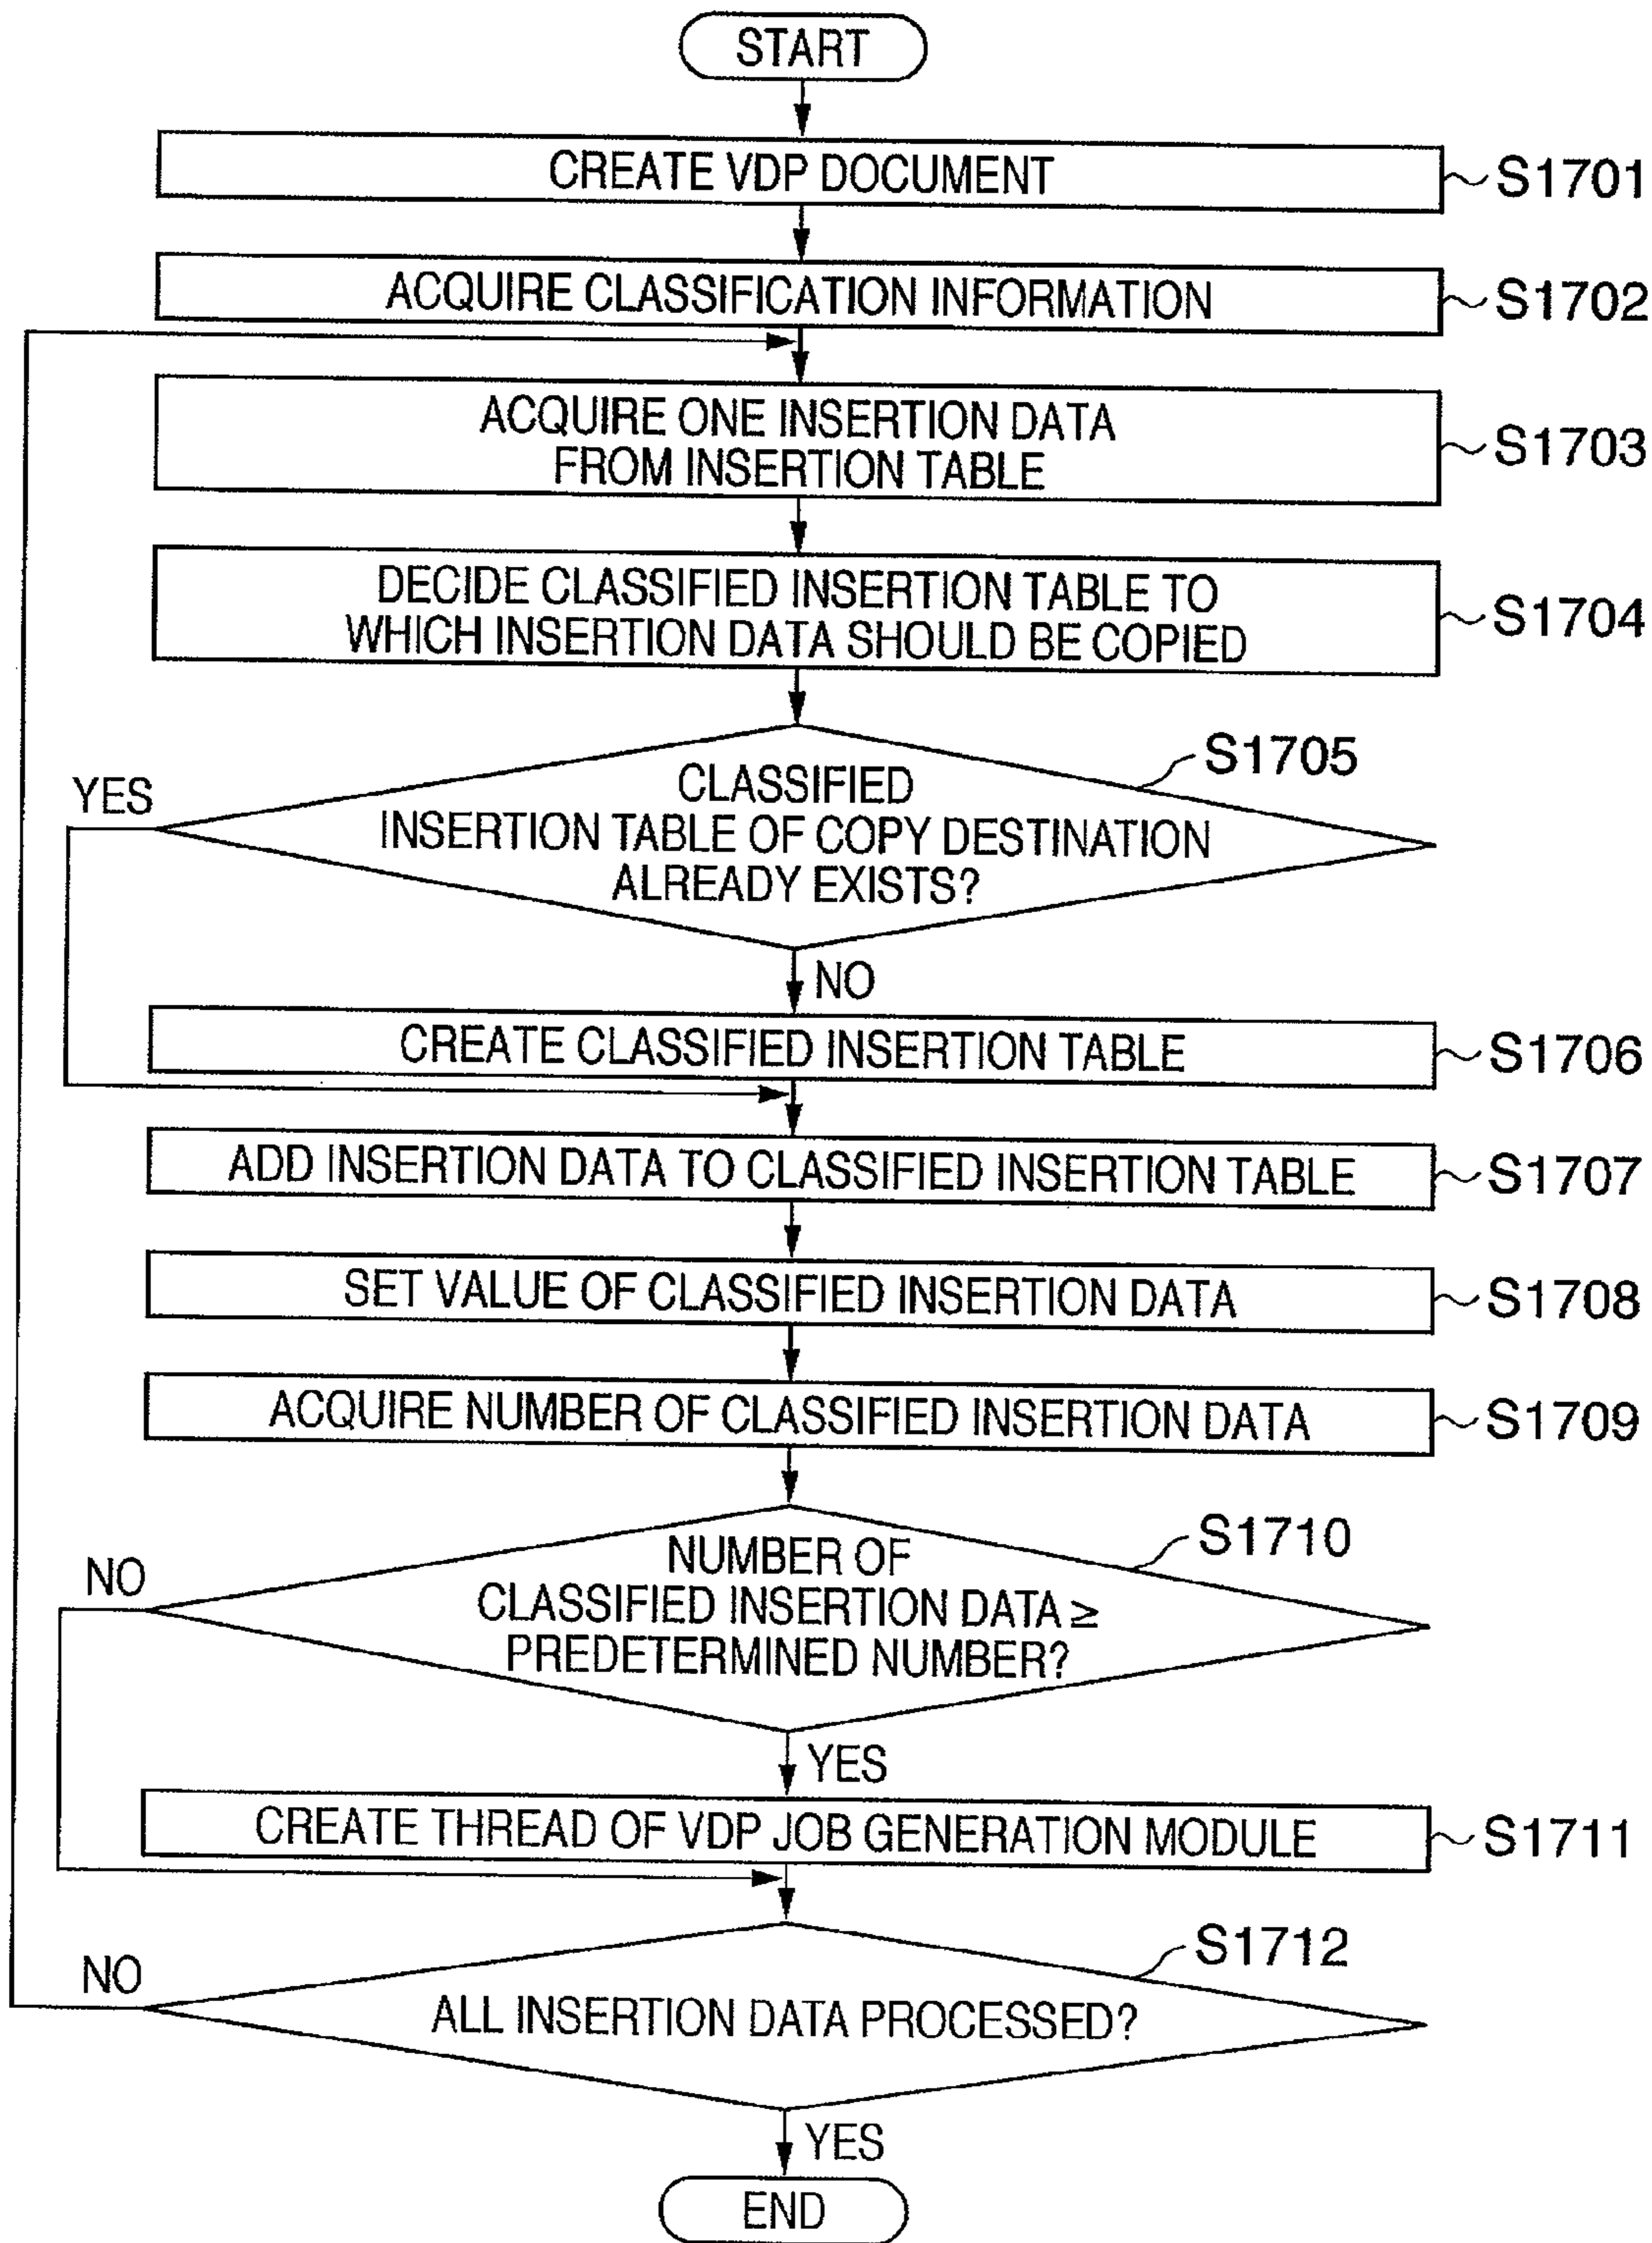 START
CREATE VDP DOCUMENT
~S1701
ACQUIRE CLASSIFICATION INFORMATION
~S1702
ACQUIRE ONE INSERTION DATA
FROM INSERTION TABLE
~S1703
DECIDE CLASSIFIED INSERTION TABLE TO
WHICH INSERTION DATA SHOULD BE COPIED
~S1704
S1705
YES
CLASSIFIED
INSERTION TABLE OF COPY DESTINATION
ALREADY EXISTS?
NO
CREATE CLASSIFIED INSERTION TABLE
~S1706
ADD INSERTION DATA TO CLASSIFIED INSERTION TABLE
~S1707
SET VALUE OF CLASSIFIED INSERTION DATA
~S1708
ACQUIRE NUMBER OF CLASSIFIED INSERTION DATA
~S1709
S1710
NO
NUMBER OF
CLASSIFIED INSERTION DATA ≥
PREDETERMINED NUMBER?
YES
CREATE THREAD OF VDP JOB GENERATION MODULE
~S1711
S1712
NO
ALL INSERTION DATA PROCESSED?
YES
END